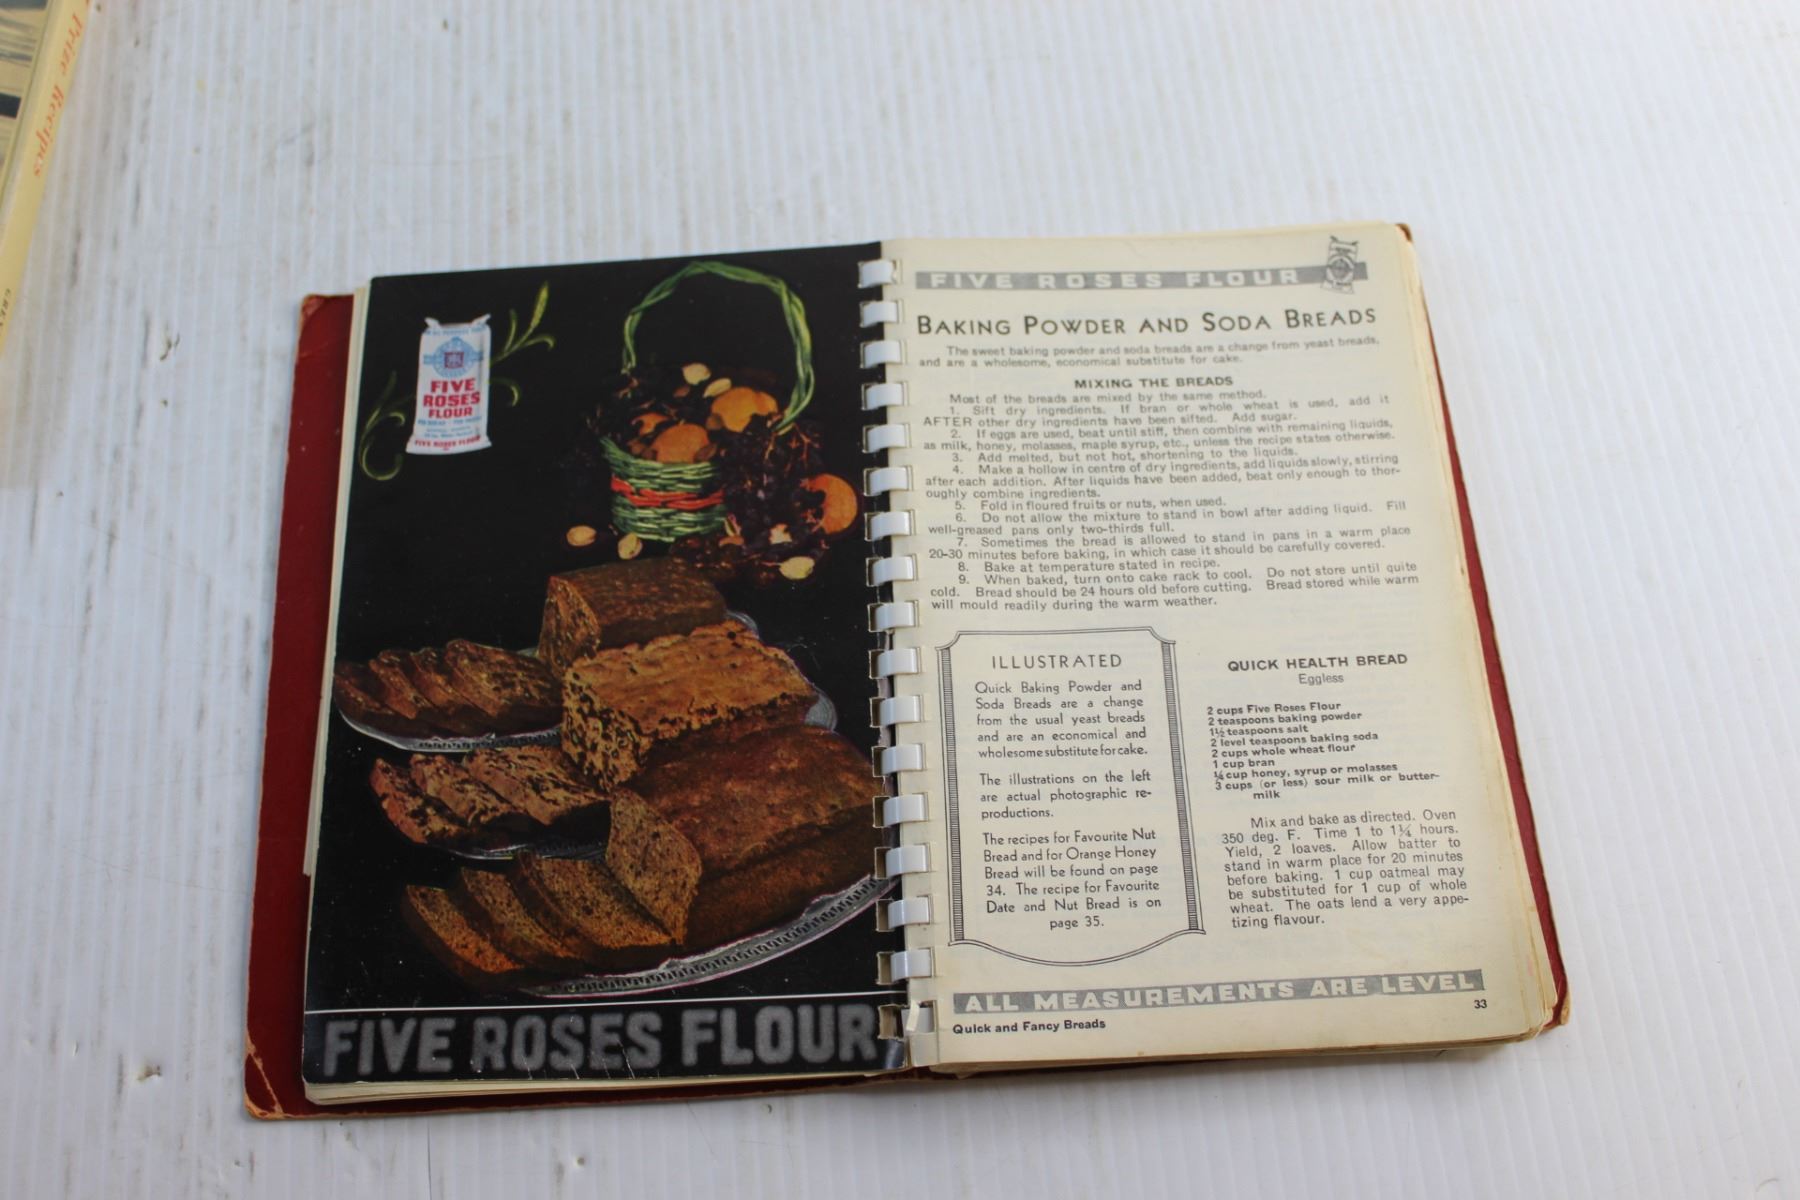 Prize Recipes
FIVE
ROSES
FLOUR
FIVE ROSES FLOUR
FIVE ROSES FLOUR
FIVE ROSES FLOUR
BAKING POWDER AND SODA BREADS
The sweet baking powder and soda breads are a change from yeast breads,
and are a wholesome, economical substitute for cake.
MIXING THE BREADS
Most of the breads are mixed by the same method.
1. Sift dry ingredients. If bran or whole wheat is used, add it
AFTER other dry ingredients have been sifted. Add sugar.
2. If eggs are used, beat until stiff, then combine with remaining liquids,
as milk, honey, molasses, maple syrup, etc., unless the recipe states otherwise.
3. Add melted, but not hot, shortening to the liquids.
4. Make a hollow in centre of dry ingredients, add liquids slowly, stirring
after each addition. After liquids have been added, beat only enough to thor-
oughly combine ingredients.
5. Fold in floured fruits or nuts, when used.
6. Do not allow the mixture to stand in bowl after adding liquid. Fill
well-greased pans only two-thirds full.
7. Sometimes the bread is allowed to stand in pans in a warm place
20-30 minutes before baking, in which case it should be carefully covered.
8. Bake at temperature stated in recipe.
9. When baked, turn onto cake rack to cool. Do not store until quite
cold. Bread should be 24 hours old before cutting. Bread stored while warm
will mould readily during the warm weather.
ILLUSTRATED
Quick Baking Powder and
Soda Breads are a change
from the usual yeast breads
and are an economical and
wholesome substitute for cake.
The illustrations on the left
are actual photographic re-
productions.
The recipes for Favourite Nut
Bread and for Orange Honey
Bread will be found on page
34. The recipe for Favourite
Date and Nut Bread is on
page 35.
QUICK HEALTH BREAD
Eggless
2 cups Five Roses Flour
2 teaspoons baking powder
1½ teaspoons salt
2 level teaspoons baking soda
2 cups whole wheat flour
1 cup bran
¼ cup honey, syrup or molasses
3 cups (or less) sour milk or butter-
milk
Mix and bake as directed. Oven
350 deg. F. Time 1 to 1¼ hours.
Yield, 2 loaves. Allow batter to
stand in warm place for 20 minutes
before baking. 1 cup oatmeal may
be substituted for 1 cup of whole
wheat. The oats lend a very appe-
tizing flavour.
ALL MEASUREMENTS ARE LEVEL
33
Quick and Fancy Breads